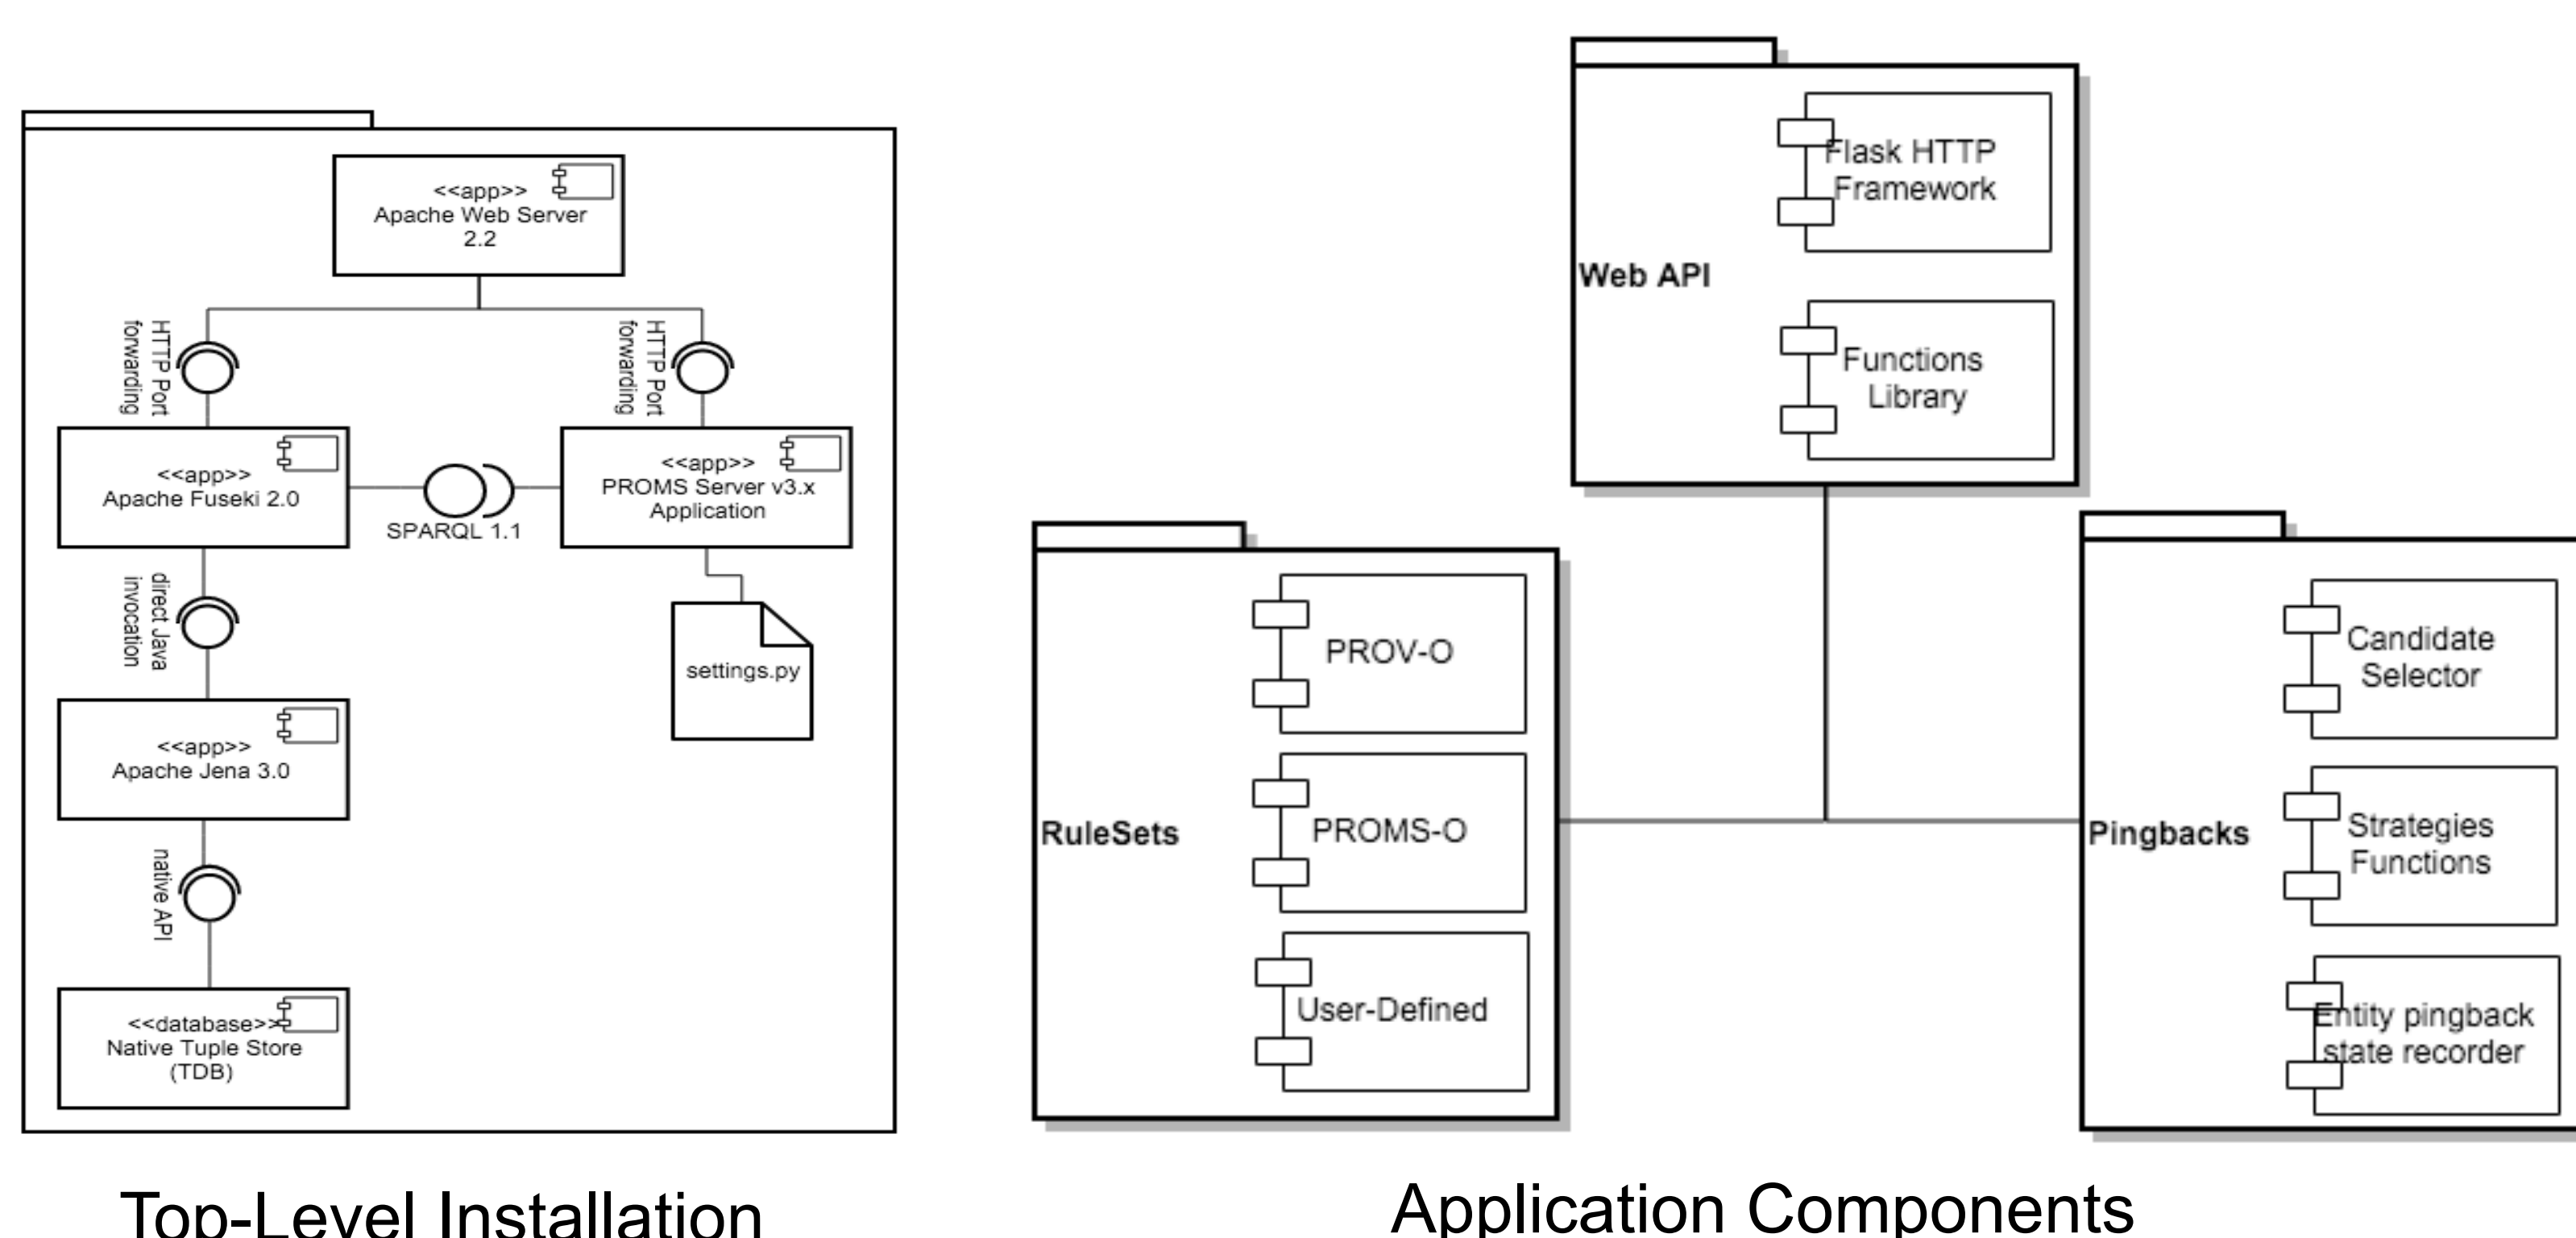 <<app>>
Apache Web Server
2.2
HTTP Port
forwarding
HTTP Port
forwarding
<<app>>
Apache Fuseki 2.0
SPARQL 1.1
<<app>>
PROMS Server v3.x
Application
direct Java
invocation
settings.py
<<app>>
Apache Jena 3.0
native API
<<database>>
Native Tuple Store
(TDB)
Top-Level Installation
Web API
Flask HTTP
Framework
Functions
Library
RuleSets
PROV-O
PROMS-O
User-Defined
Pingbacks
Candidate
Selector
Strategies
Functions
Entity pingback
state recorder
Application Components